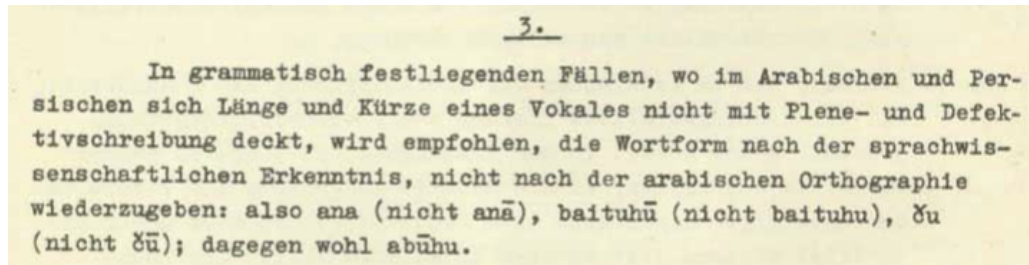 3.
In grammatisch festliegenden Fällen, wo im Arabischen und Per-
sischen sich Länge und Kürze eines Vokales nicht mit Plene- und Defek-
tivschreibung deckt, wird empfohlen, die Wortform nach der sprachwis-
senschaftlichen Erkenntnis, nicht nach der arabischen Orthographie
wiederzugeben: also ana (nicht anā), baituhū (nicht baituhu), ẟu
(nicht ẟū); dagegen wohl abūhu.